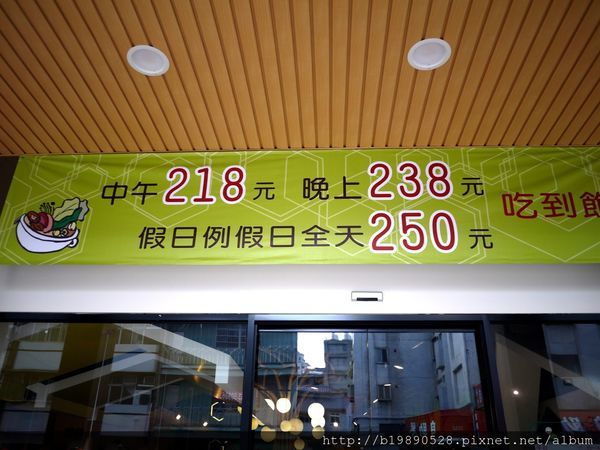 中午218元 晚上238元
假日例假日全天250元
吃到飽
http://b19890528.pixnet.net/album